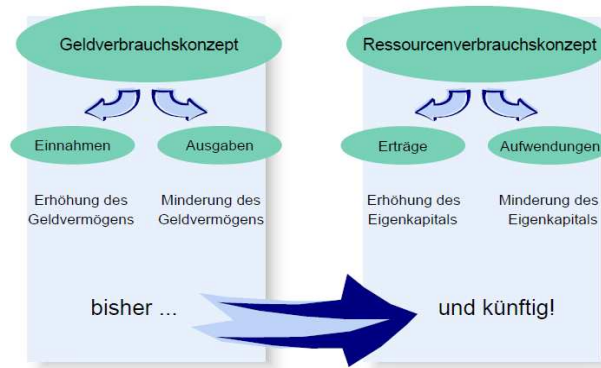 Geldverbrauchskonzept
Einnahmen
Ausgaben
Erhöhung des
Geldvermögens
Minderung des
Geldvermögens
bisher ...
Ressourcenverbrauchskonzept
Erträge
Aufwendungen
Erhöhung des
Eigenkapitals
Minderung des
Eigenkapitals
und künftig!